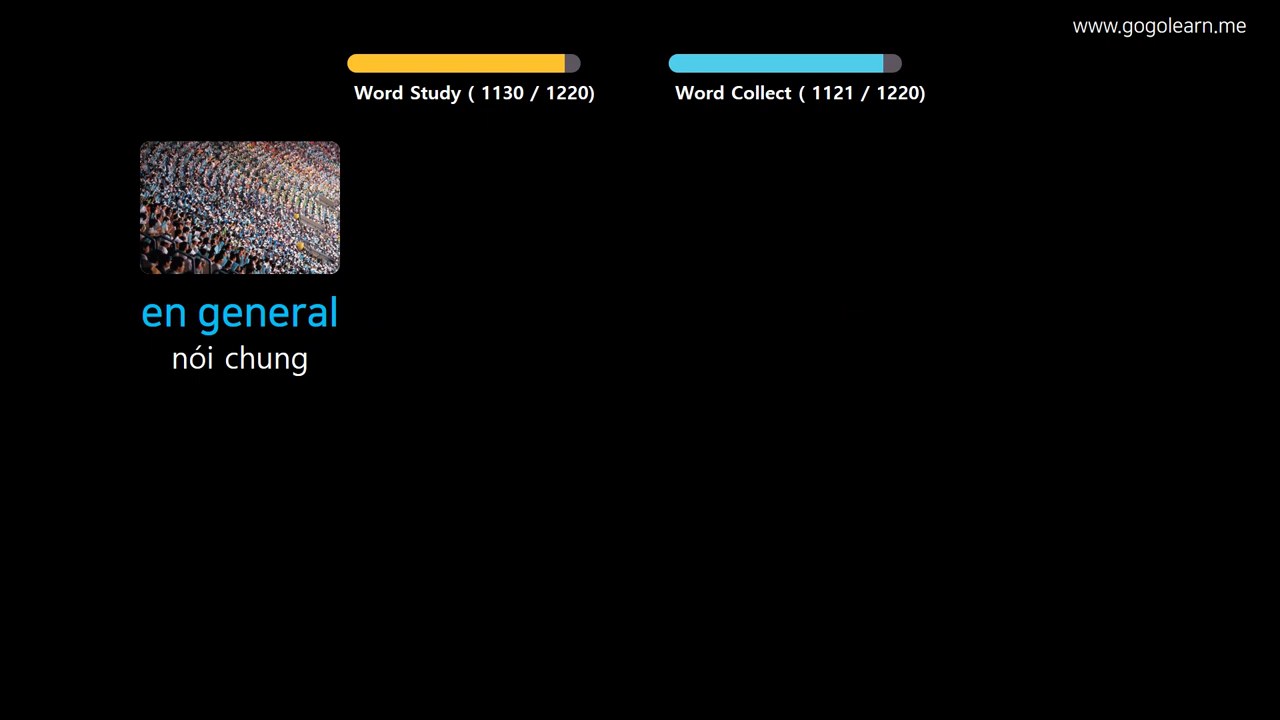 www.gogolearn.me
Word Study ( 1130 / 1220)
Word Collect ( 1121 / 1220)
en general
nói chung